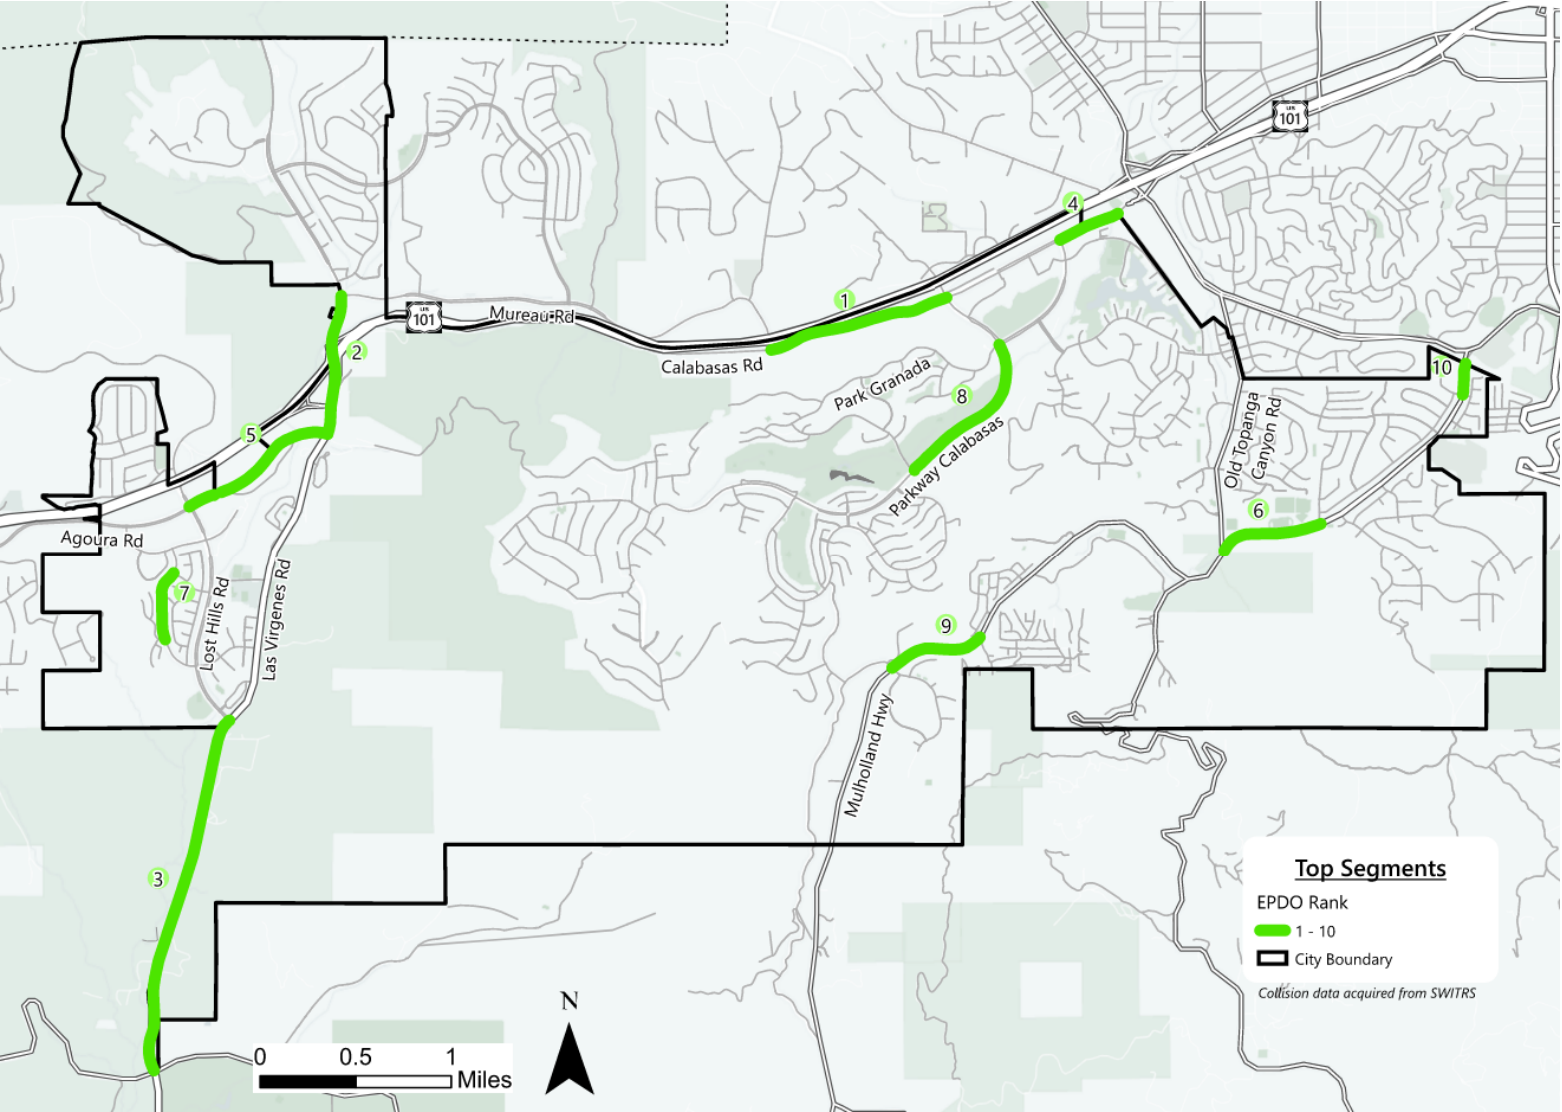 US
101
4
1
US
101
Mureau Rd
2
Calabasas Rd
10
Park Granada
8
5
Old Topanga
Canyon Rd
Parkway Calabasas
6
Agoura Rd
7
Lost Hills Rd
Las Virgenes Rd
9
Mulholland Hwy
3
Top Segments
EPDO Rank
1 - 10
City Boundary
Collision data acquired from SWITRS
N
0 0.5 1
Miles